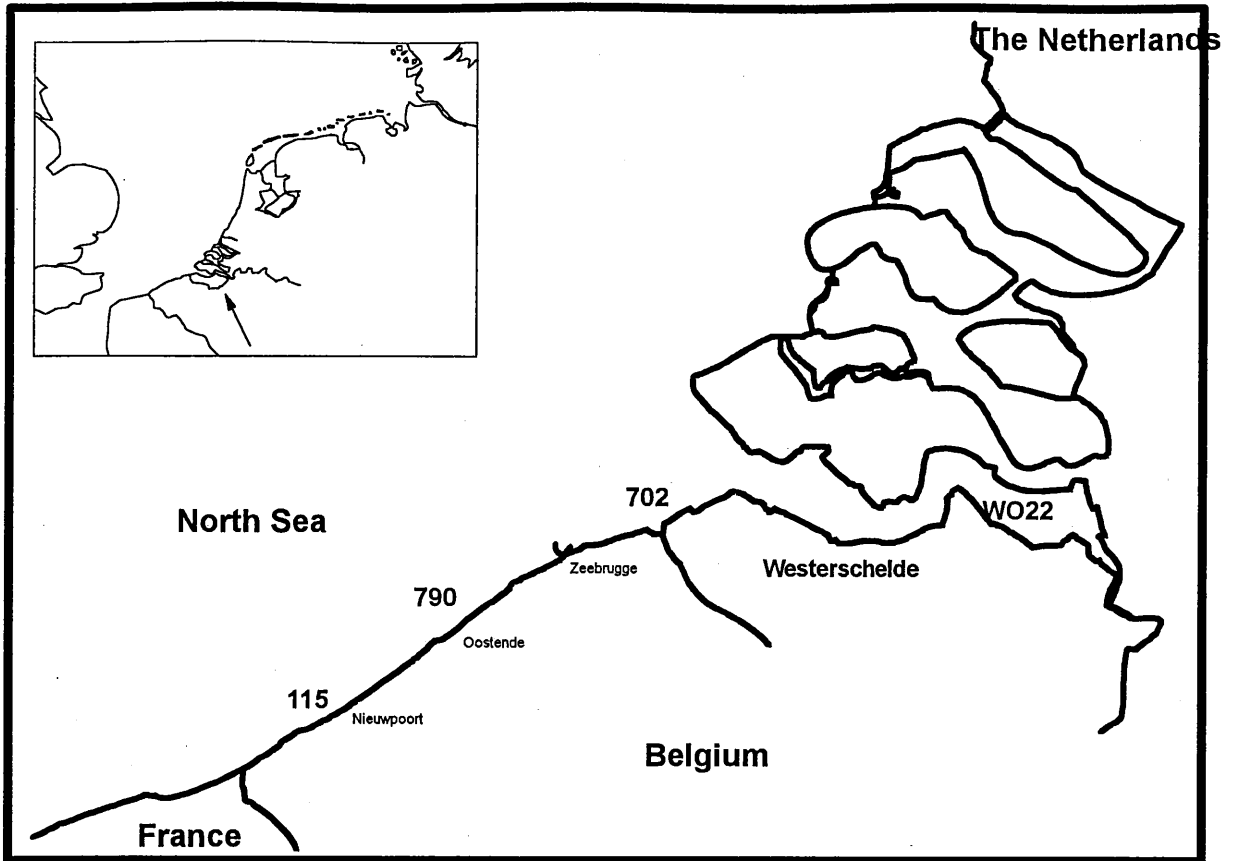 The Netherlands
702
North Sea
WO22
Zeebrugge
Westerschelde
790
Oostende
115
Nieuwpoort
Belgium
France